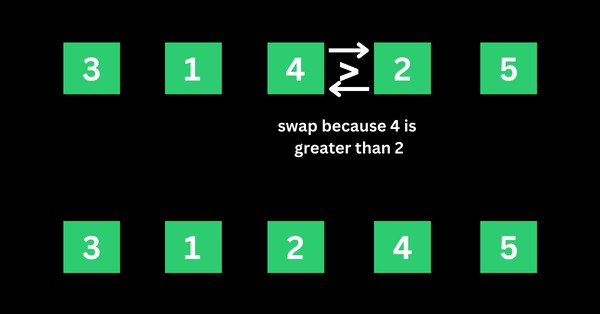 3 1 4 > 2 5
swap because 4 is
greater than 2
3 1 2 4 5